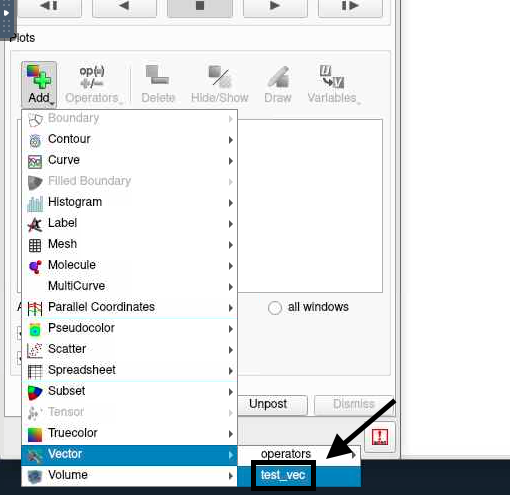 Plots
op(=)
+/-
Add
Operators
Delete
Hide/Show
Draw
Variables
Boundary
Contour
Curve
Filled Boundary
Histogram
Label
Mesh
Molecule
MultiCurve
Parallel Coordinates
all windows
Pseudocolor
Scatter
Spreadsheet
Subset
Unpost
Dismiss
Tensor
Truecolor
Vector
operators
Volume
test_vec